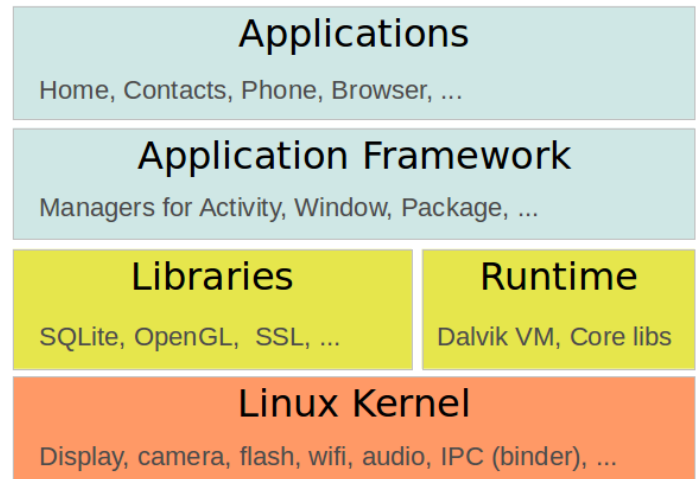 Applications
Home, Contacts, Phone, Browser, ...
Application Framework
Managers for Activity, Window, Package, ...
Libraries
SQLite, OpenGL,  SSL, ...
Runtime
Dalvik VM, Core libs
Linux Kernel
Display, camera, flash, wifi, audio, IPC (binder), ...